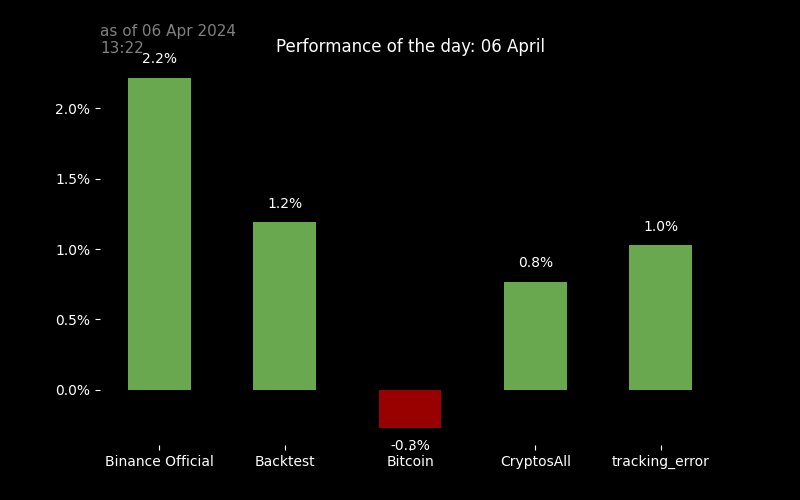 as of 06 Apr 2024
13:22
Performance of the day: 06 April
2.2%
1.2%
-0.3%
0.8%
1.0%
2.0%
1.5%
1.0%
0.5%
0.0%
Binance Official
Backtest
Bitcoin
CryptosAll
tracking_error